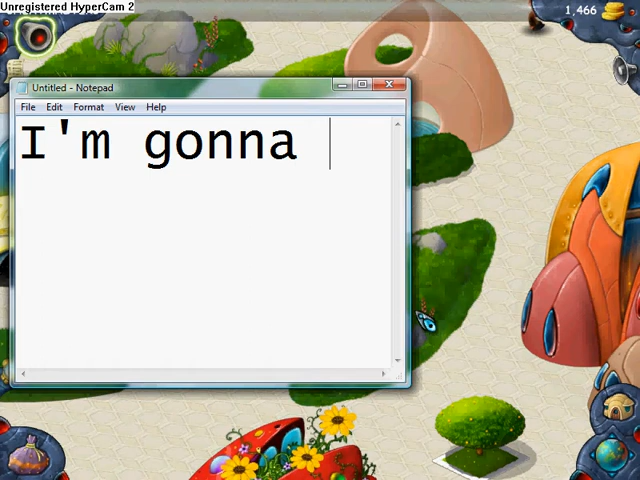 Unregistered HyperCam 2
1,466
Untitled - Notepad
File Edit Format View Help
I'm gonna